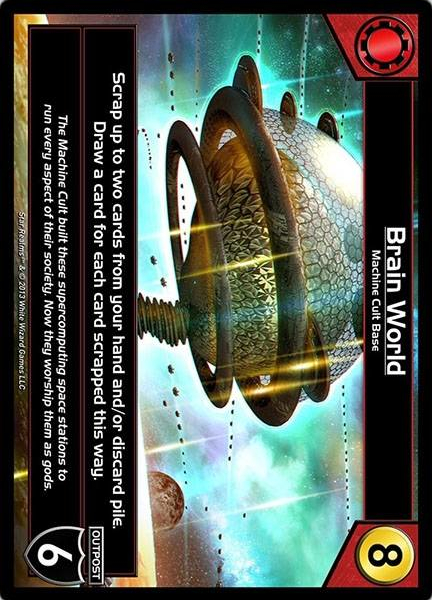 Brain World
Machine Cult Base
8
Scrap up to two cards from your hand and/or discard pile.
Draw a card for each card scrapped this way.
OUTPOST
6
The Machine Cult built these supercomputing space stations to
run every aspect of their society. Now they worship them as gods.
Star Realms™ & © 2013 White Wizard Games LLC